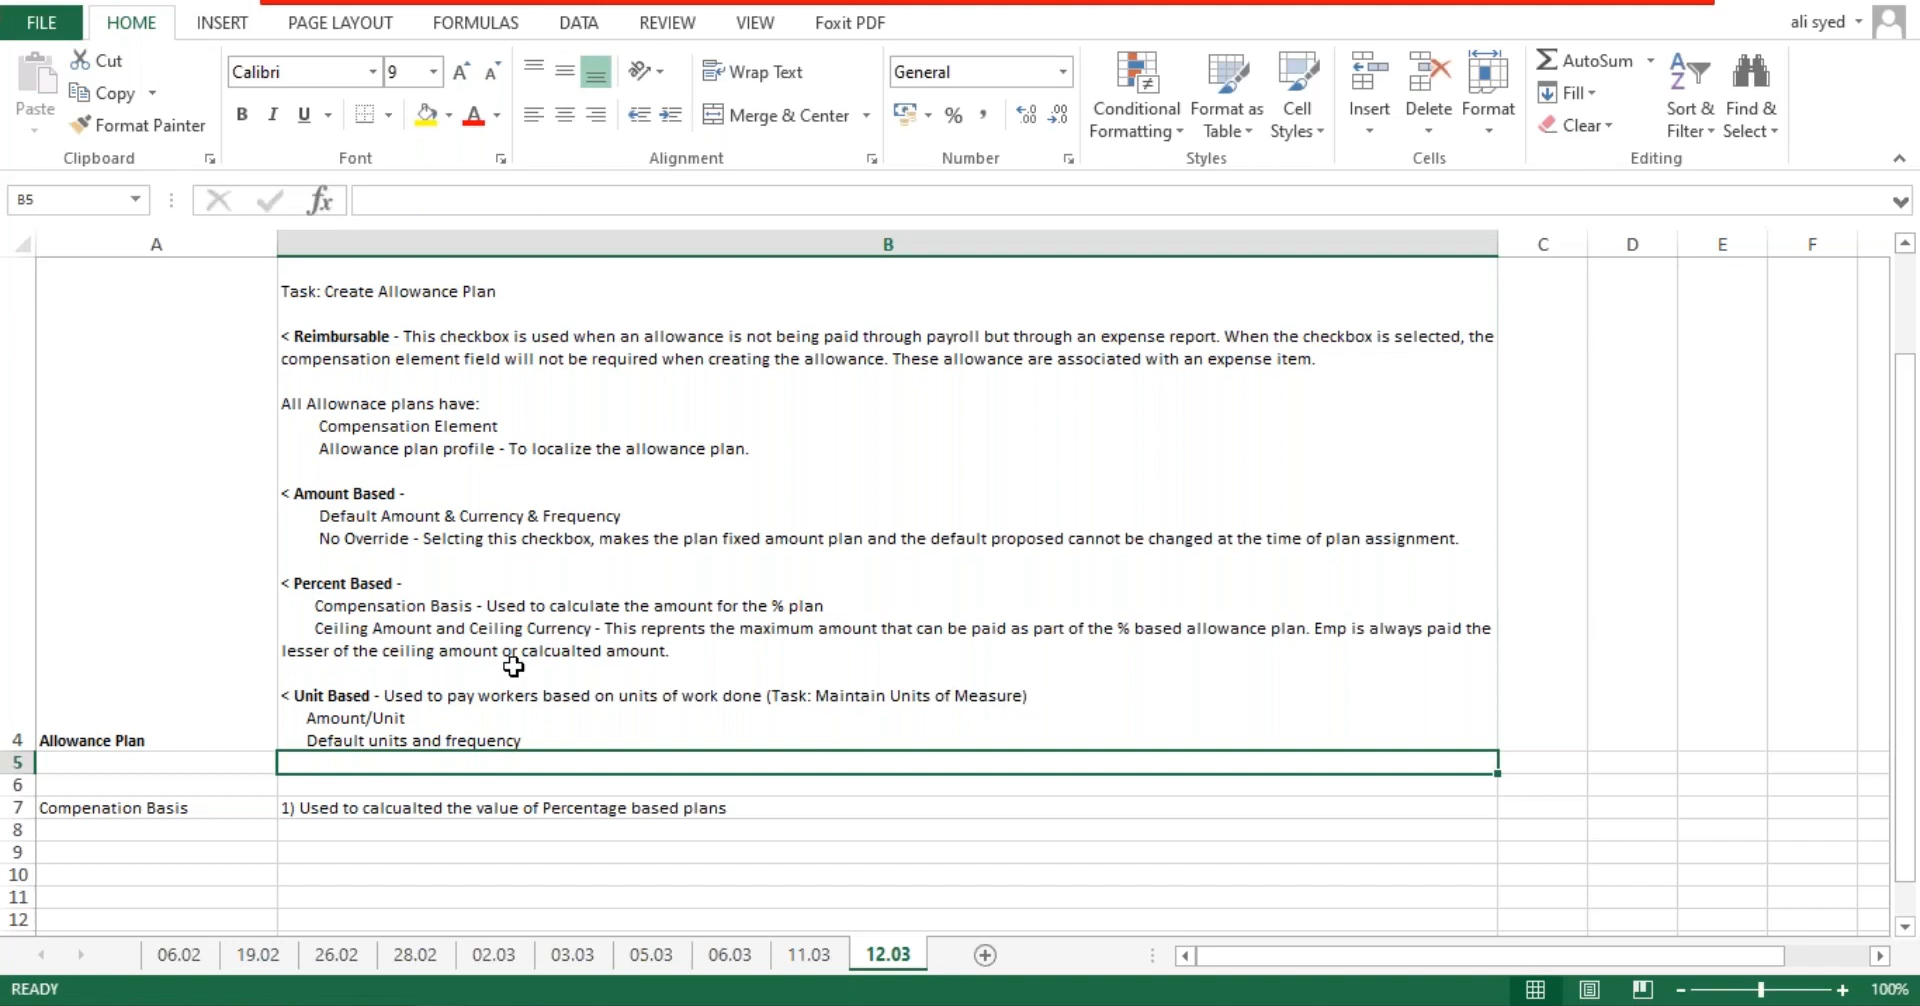 FILE HOME INSERT PAGE LAYOUT FORMULAS DATA REVIEW VIEW Foxit PDF ali syed
Paste Cut Copy Format Painter Clipboard
Calibri 9 A A B I U A Font
Wrap Text Merge & Center Alignment
General % , .00 .0 Number
Conditional Formatting Format as Table Cell Styles Styles
Insert Delete Format Cells
AutoSum Fill Clear Sort & Filter Find & Select Editing
B5 fx
A B C D E F
Task: Create Allowance Plan
< Reimbursable - This checkbox is used when an allowance is not being paid through payroll but through an expense report. When the checkbox is selected, the
compensation element field will not be required when creating the allowance. These allowance are associated with an expense item.
All Allownace plans have:
Compensation Element
Allowance plan profile - To localize the allowance plan.
< Amount Based -
Default Amount & Currency & Frequency
No Override - Selcting this checkbox, makes the plan fixed amount plan and the default proposed cannot be changed at the time of plan assignment.
< Percent Based -
Compensation Basis - Used to calculate the amount for the % plan
Ceiling Amount and Ceiling Currency - This reprents the maximum amount that can be paid as part of the % based allowance plan. Emp is always paid the
lesser of the ceiling amount or calcualted amount.
< Unit Based - Used to pay workers based on units of work done (Task: Maintain Units of Measure)
Amount/Unit
4 Allowance Plan Default units and frequency
5
6
7 Compenation Basis 1) Used to calcualted the value of Percentage based plans
8
9
10
11
12
06.02 19.02 26.02 28.02 02.03 03.03 05.03 06.03 11.03 12.03
READY 100%